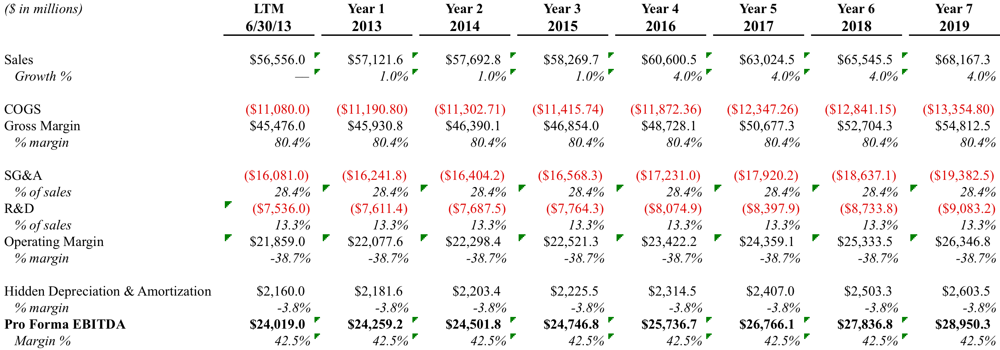 ($ in millions) LTM Year 1 Year 2 Year 3 Year 4 Year 5 Year 6 Year 7
6/30/13 2013 2014 2015 2016 2017 2018 2019
Sales $56,556.0 $57,121.6 $57,692.8 $58,269.7 $60,600.5 $63,024.5 $65,545.5 $68,167.3
Growth % — 1.0% 1.0% 1.0% 4.0% 4.0% 4.0% 4.0%
COGS ($11,080.0) ($11,190.80) ($11,302.71) ($11,415.74) ($11,872.36) ($12,347.26) ($12,841.15) ($13,354.80)
Gross Margin $45,476.0 $45,930.8 $46,390.1 $46,854.0 $48,728.1 $50,677.3 $52,704.3 $54,812.5
% margin 80.4% 80.4% 80.4% 80.4% 80.4% 80.4% 80.4% 80.4%
SG&A ($16,081.0) ($16,241.8) ($16,404.2) ($16,568.3) ($17,231.0) ($17,920.2) ($18,637.1) ($19,382.5)
% of sales 28.4% 28.4% 28.4% 28.4% 28.4% 28.4% 28.4% 28.4%
R&D ($7,536.0) ($7,611.4) ($7,687.5) ($7,764.3) ($8,074.9) ($8,397.9) ($8,733.8) ($9,083.2)
% of sales 13.3% 13.3% 13.3% 13.3% 13.3% 13.3% 13.3% 13.3%
Operating Margin $21,859.0 $22,077.6 $22,298.4 $22,521.3 $23,422.2 $24,359.1 $25,333.5 $26,346.8
% margin -38.7% -38.7% -38.7% -38.7% -38.7% -38.7% -38.7% -38.7%
Hidden Depreciation & Amortization $2,160.0 $2,181.6 $2,203.4 $2,225.5 $2,314.5 $2,407.0 $2,503.3 $2,603.5
% margin -3.8% -3.8% -3.8% -3.8% -3.8% -3.8% -3.8% -3.8%
Pro Forma EBITDA $24,019.0 $24,259.2 $24,501.8 $24,746.8 $25,736.7 $26,766.1 $27,836.8 $28,950.3
Margin % 42.5% 42.5% 42.5% 42.5% 42.5% 42.5% 42.5% 42.5%